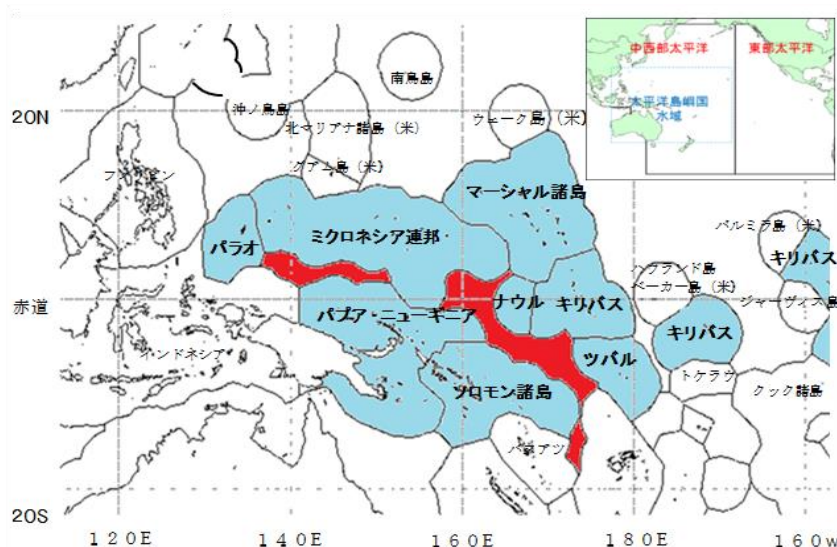 中西部太平洋
東部太平洋
太平洋島嶼国
水域
南鳥島
20N
沖ノ鳥島
北マリアナ諸島（米）
ウェーク島（米）
グアム島（米）
フィリピン
マーシャル諸島
パルミラ島（米）
ミクロネシア連邦
パラオ
キリバス
ハウランド島
ベーカー島（米）
ジャーヴィス島
赤道
ナウル
キリバス
パプア・ニューギニア
キリバス
インドネシア
ツバル
トケラウ
ソロモン諸島
クック諸島
バヌアツ
20S
１２０E
１４０E
１６０E
１８０E
１６０W